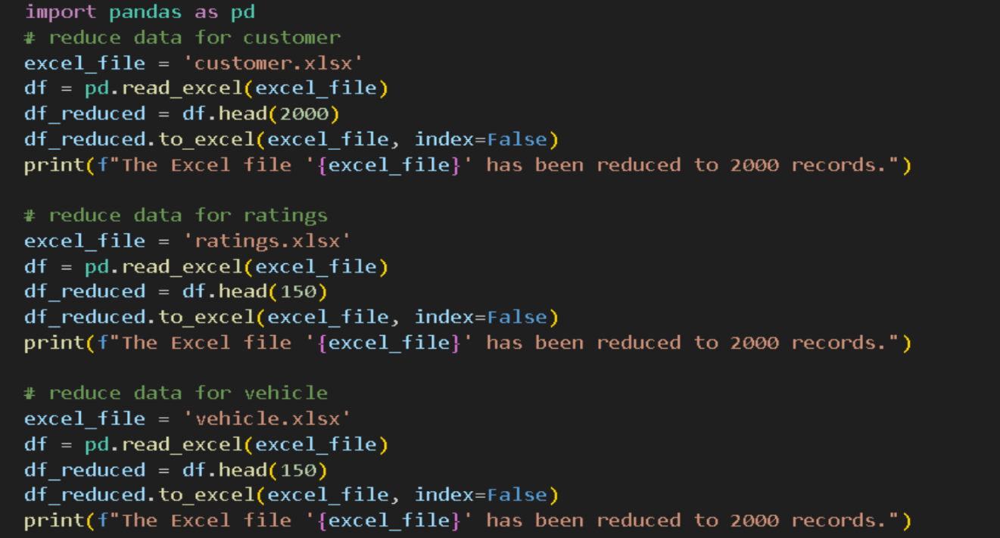 import pandas as pd
# reduce data for customer
excel_file = 'customer.xlsx'
df = pd.read_excel(excel_file)
df_reduced = df.head(2000)
df_reduced.to_excel(excel_file, index=False)
print(f"The Excel file '{excel_file}' has been reduced to 2000 records.")

# reduce data for ratings
excel_file = 'ratings.xlsx'
df = pd.read_excel(excel_file)
df_reduced = df.head(150)
df_reduced.to_excel(excel_file, index=False)
print(f"The Excel file '{excel_file}' has been reduced to 2000 records.")

# reduce data for vehicle
excel_file = 'vehicle.xlsx'
df = pd.read_excel(excel_file)
df_reduced = df.head(150)
df_reduced.to_excel(excel_file, index=False)
print(f"The Excel file '{excel_file}' has been reduced to 2000 records.")